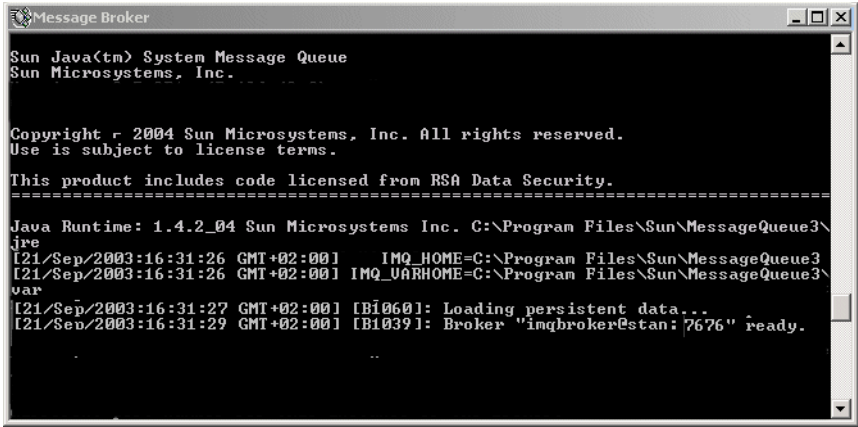 Message Broker
Sun Java(tm) System Message Queue
Sun Microsystems, Inc.
Copyright ⌐ 2004 Sun Microsystems, Inc. All rights reserved.
Use is subject to license terms.
This product includes code licensed from RSA Data Security.
================================================================================
Java Runtime: 1.4.2_04 Sun Microsystems Inc. C:\Program Files\Sun\MessageQueue3\
jre
[21/Sep/2003:16:31:26 GMT+02:00]    IMQ_HOME=C:\Program Files\Sun\MessageQueue3
[21/Sep/2003:16:31:26 GMT+02:00] IMQ_VARHOME=C:\Program Files\Sun\MessageQueue3\
var
[21/Sep/2003:16:31:27 GMT+02:00] [B1060]: Loading persistent data...
[21/Sep/2003:16:31:29 GMT+02:00] [B1039]: Broker "imqbroker@stan:7676" ready.